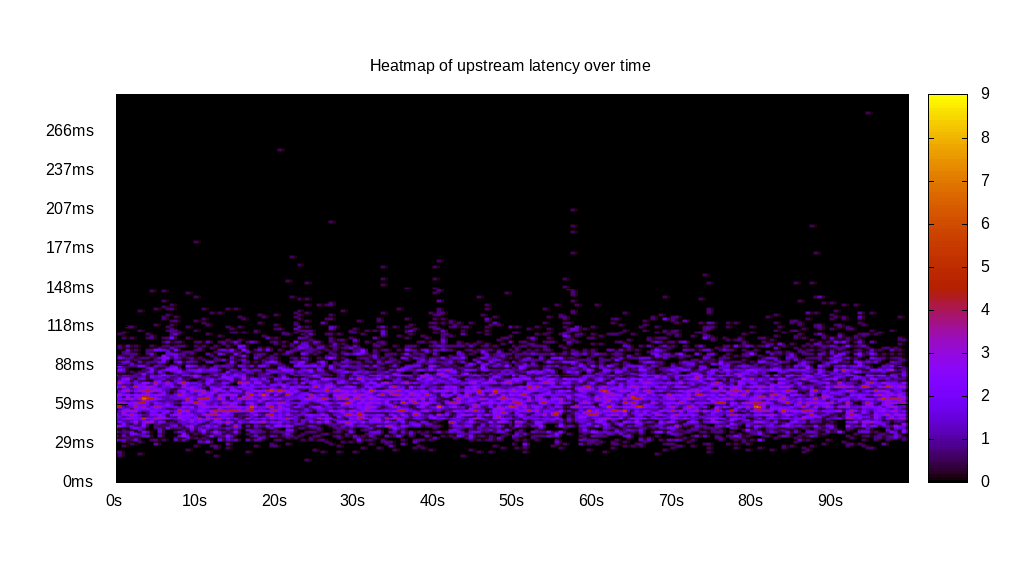 Heatmap of upstream latency over time
266ms
237ms
207ms
177ms
148ms
118ms
88ms
59ms
29ms
0ms
0s 10s 20s 30s 40s 50s 60s 70s 80s 90s
9
8
7
6
5
4
3
2
1
0